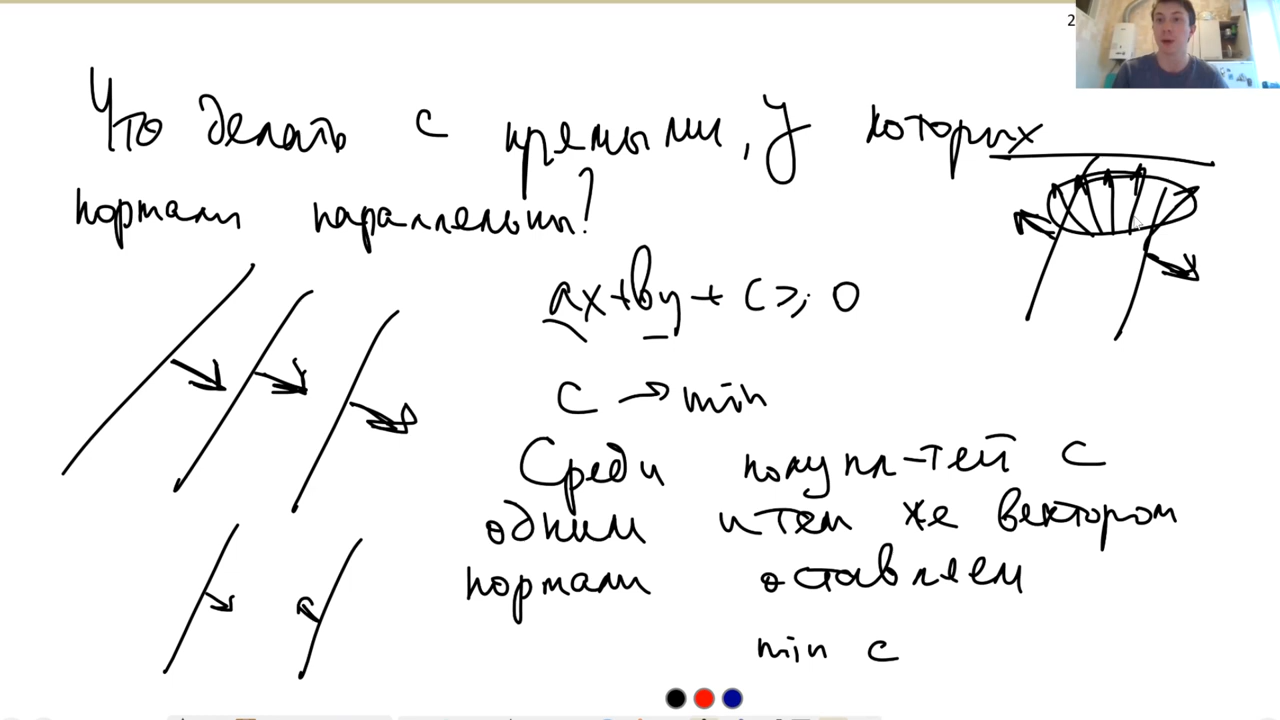 Что делать с прямыми, у которых
нормали параллельны?
ax+by+c⩾0
c → min
Среди полупл-тей с
одним и тем же вектором
нормали оставляем
min c
2